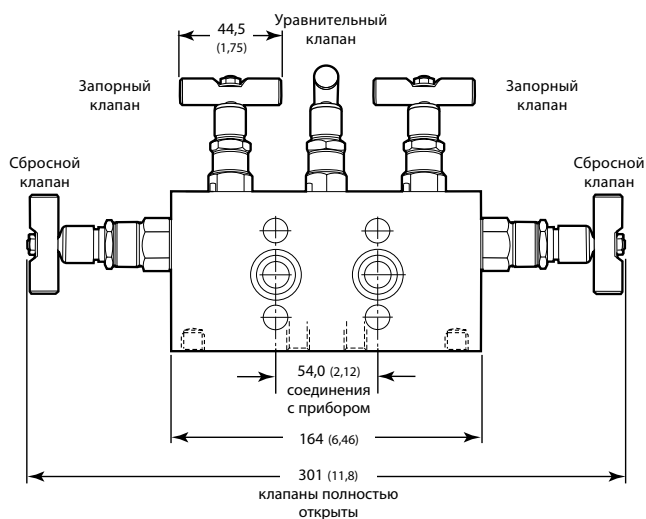 44,5
(1,75)
Уравнительный
клапан
Запорный
клапан
Запорный
клапан
Сбросной
клапан
Сбросной
клапан
54,0 (2,12)
соединения
с прибором
164 (6,46)
301 (11,8)
клапаны полностью
открыты